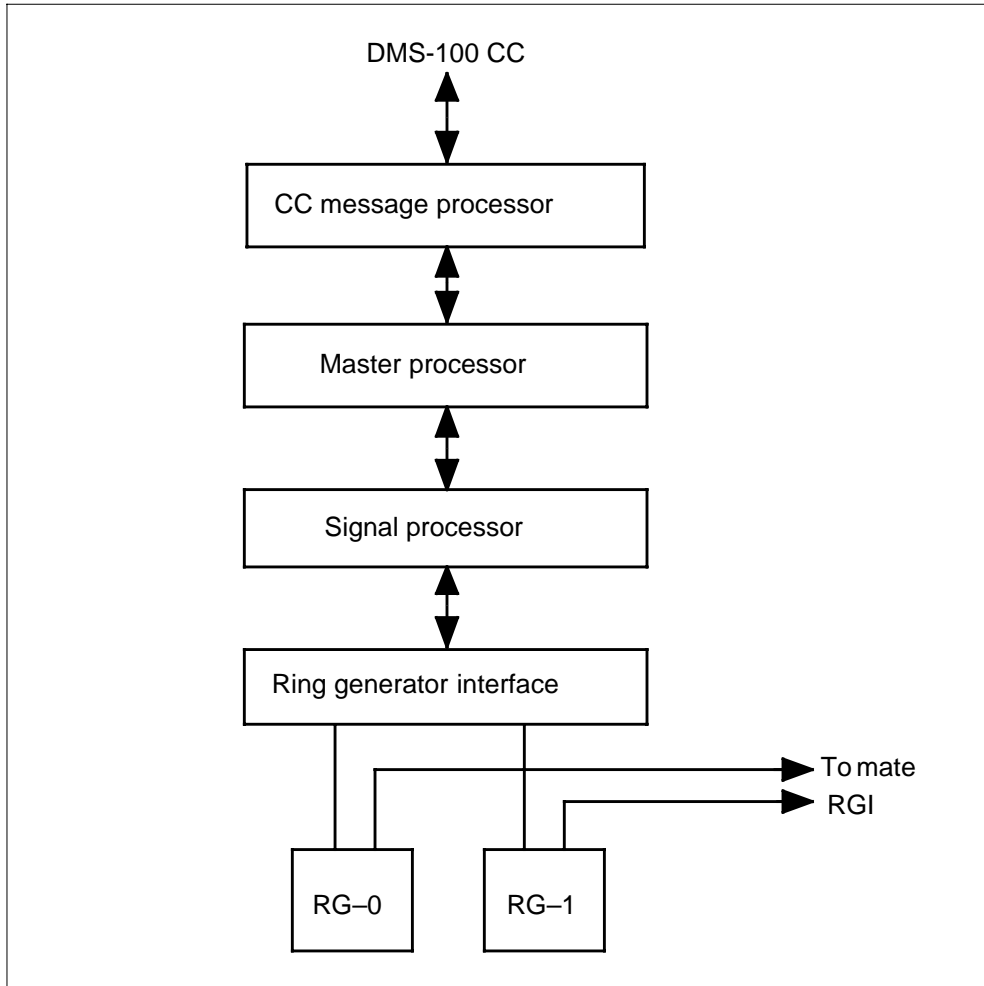 DMS-100 CC
CC message processor
Master processor
Signal processor
Ring generator interface
To mate
RGI
RG–0
RG–1